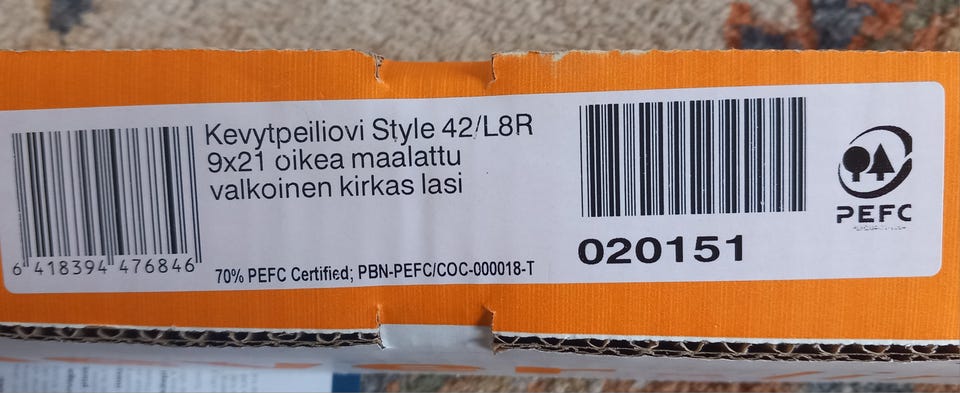 Kevytpeiliovi Style 42/L8R
9x21 oikea maalattu
valkoinen kirkas lasi
6 418394 476846
70% PEFC Certified; PBN-PEFC/COC-000018-T
020151
PEFC